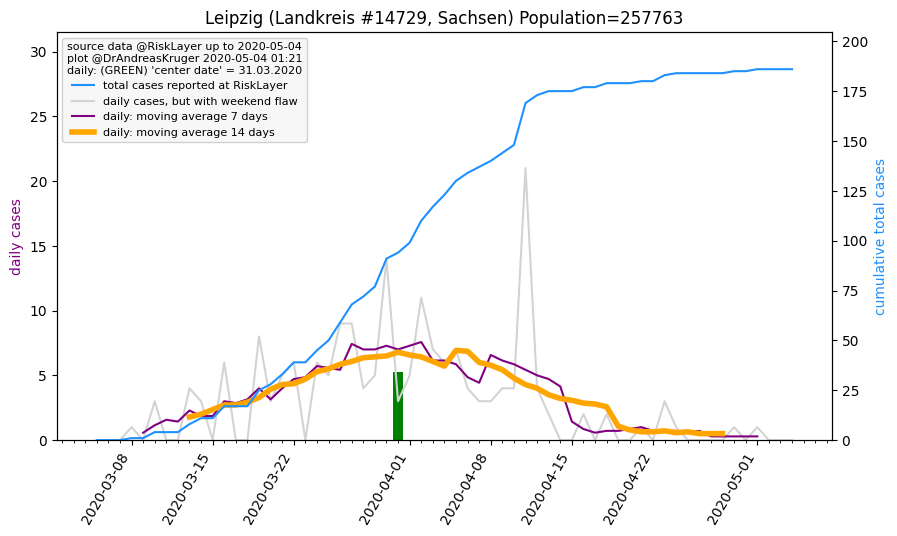 Leipzig (Landkreis #14729, Sachsen) Population=257763
source data @RiskLayer up to 2020-05-04
plot @DrAndreasKruger 2020-05-04 01:21
daily: (GREEN) 'center date' = 31.03.2020
total cases reported at RiskLayer
daily cases, but with weekend flaw
daily: moving average 7 days
daily: moving average 14 days
daily cases
30
25
20
15
10
5
0
200
175
150
125
100
75
50
25
0
cumulative total cases
2020-03-08
2020-03-15
2020-03-22
2020-04-01
2020-04-08
2020-04-15
2020-04-22
2020-05-01